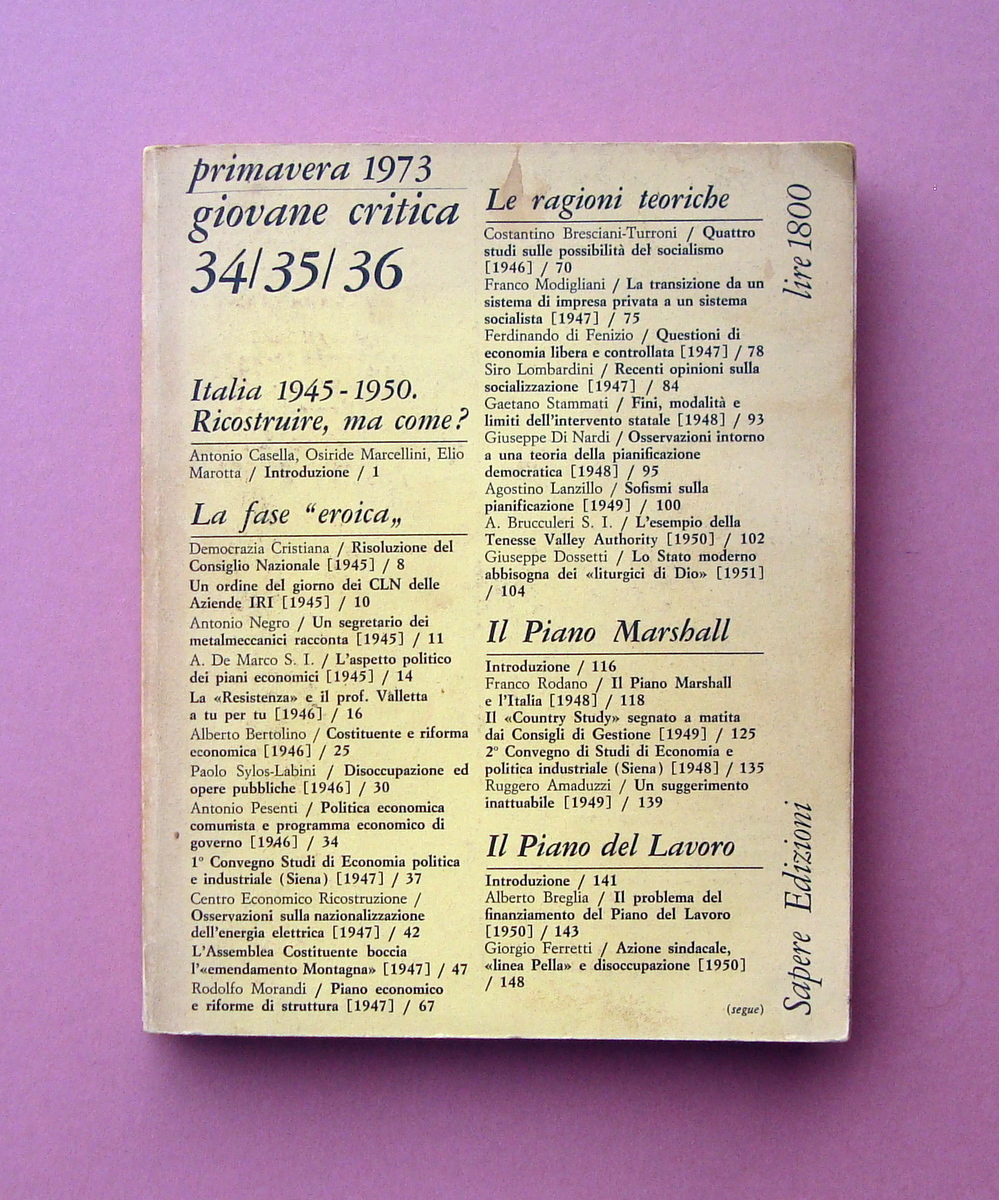 primavera 1973
giovane critica
34/35/36
Italia 1945-1950.
Ricostruire, ma come?
Antonio Casella, Osiride Marcellini, Elio
Marotta / Introduzione / 1
La fase “eroica„
Democrazia Cristiana / Risoluzione del
Consiglio Nazionale [1945] / 8
Un ordine del giorno dei CLN delle
Aziende IRI [1945] / 10
Antonio Negro / Un segretario dei
metalmeccanici racconta [1945] / 11
A. De Marco S. I. / L'aspetto politico
dei piani economici [1945] / 14
La «Resistenza» e il prof. Valletta
a tu per tu [1946] / 16
Alberto Bertolino / Costituente e riforma
economica [1946] / 25
Paolo Sylos-Labini / Disoccupazione ed
opere pubbliche [1946] / 30
Antonio Pesenti / Politica economica
comunista e programma economico di
governo [1946] / 34
1º Convegno Studi di Economia politica
e industriale (Siena) [1947] / 37
Centro Economico Ricostruzione /
Osservazioni sulla nazionalizzazione
dell'energia elettrica [1947] / 42
L'Assemblea Costituente boccia
l'«emendamento Montagna» [1947] / 47
Rodolfo Morandi / Piano economico
e riforme di struttura [1947] / 67
Le ragioni teoriche
Costantino Bresciani-Turroni / Quattro
studi sulle possibilità del socialismo
[1946] / 70
Franco Modigliani / La transizione da un
sistema di impresa privata a un sistema
socialista [1947] / 75
Ferdinando di Fenizio / Questioni di
economia libera e controllata [1947] / 78
Siro Lombardini / Recenti opinioni sulla
socializzazione [1947] / 84
Gaetano Stammati / Fini, modalità e
limiti dell'intervento statale [1948] / 93
Giuseppe Di Nardi / Osservazioni intorno
a una teoria della pianificazione
democratica [1948] / 95
Agostino Lanzillo / Sofismi sulla
pianificazione [1949] / 100
A. Brucculeri S. I. / L'esempio della
Tenesse Valley Authority [1950] / 102
Giuseppe Dossetti / Lo Stato moderno
abbisogna dei «liturgici di Dio» [1951]
/ 104
Il Piano Marshall
Introduzione / 116
Franco Rodano / Il Piano Marshall
e l'Italia [1948] / 118
Il «Country Study» segnato a matita
dai Consigli di Gestione [1949] / 125
2º Convegno di Studi di Economia e
politica industriale (Siena) [1948] / 135
Ruggero Amaduzzi / Un suggerimento
inattuabile [1949] / 139
Il Piano del Lavoro
Introduzione / 141
Alberto Breglia / Il problema del
finanziamento del Piano del Lavoro
[1950] / 143
Giorgio Ferretti / Azione sindacale,
«linea Pella» e disoccupazione [1950]
/ 148
(segue)
lire 1800
Sapere Edizioni